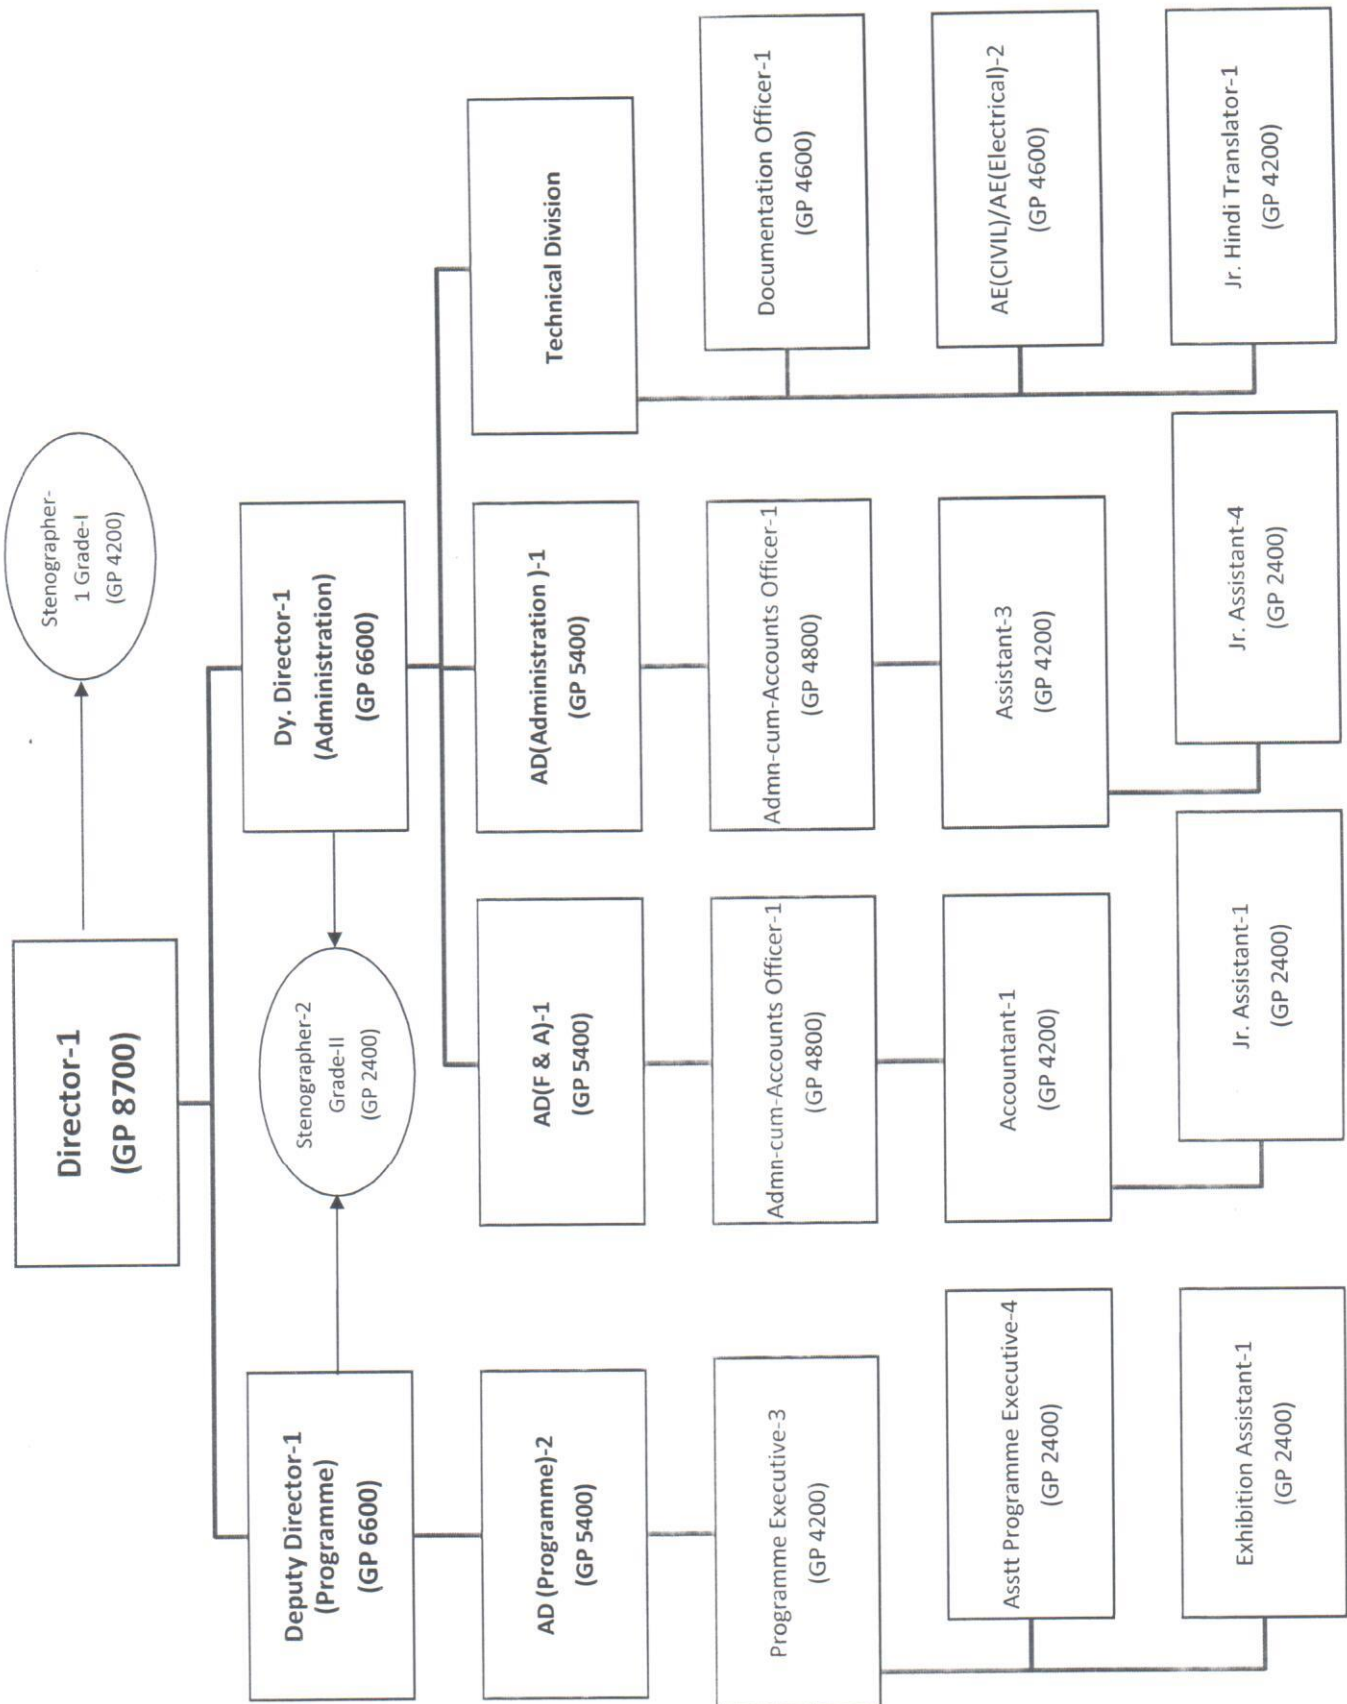 Stenographer-
1 Grade-I
(GP 4200)
Director-1
(GP 8700)
Deputy Director-1
(Programme)
(GP 6600)
Stenographer-2
Grade-II
(GP 2400)
Dy. Director-1
(Administration)
(GP 6600)
AD (Programme)-2
(GP 5400)
AD(F & A)-1
(GP 5400)
AD(Administration )-1
(GP 5400)
Technical Division
Programme Executive-3
(GP 4200)
Admn-cum-Accounts Officer-1
(GP 4800)
Admn-cum-Accounts Officer-1
(GP 4800)
Documentation Officer-1
(GP 4600)
Asstt Programme Executive-4
(GP 2400)
Accountant-1
(GP 4200)
Assistant-3
(GP 4200)
AE(CIVIL)/AE(Electrical)-2
(GP 4600)
Exhibition Assistant-1
(GP 2400)
Jr. Assistant-1
(GP 2400)
Jr. Assistant-4
(GP 2400)
Jr. Hindi Translator-1
(GP 4200)